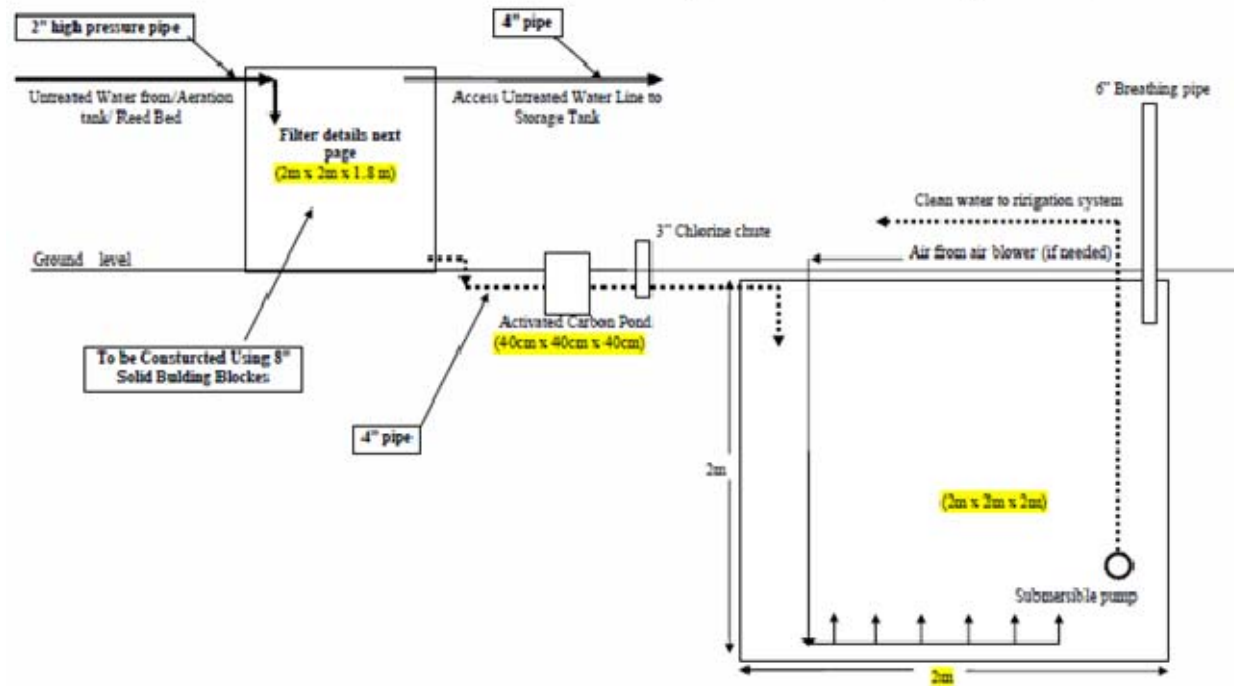 2" high pressure pipe
4" pipe
Untreated Water from/Aeration
tank/ Reed Bed
Access Untreated Water Line to
Storage Tank
6" Breathing pipe
Filter details next
page
(2m x 2m x 1.8 m)
Clean water to ririgation system
3" Chlorine chute
Air from air blower (if needed)
Ground level
Activated Carbon Pond
(40cm x 40cm x 40cm)
To be Consturcted Using 8"
Solid Building Blockes
4" pipe
2m
(2m x 2m x 2m)
Submersible pump
2m